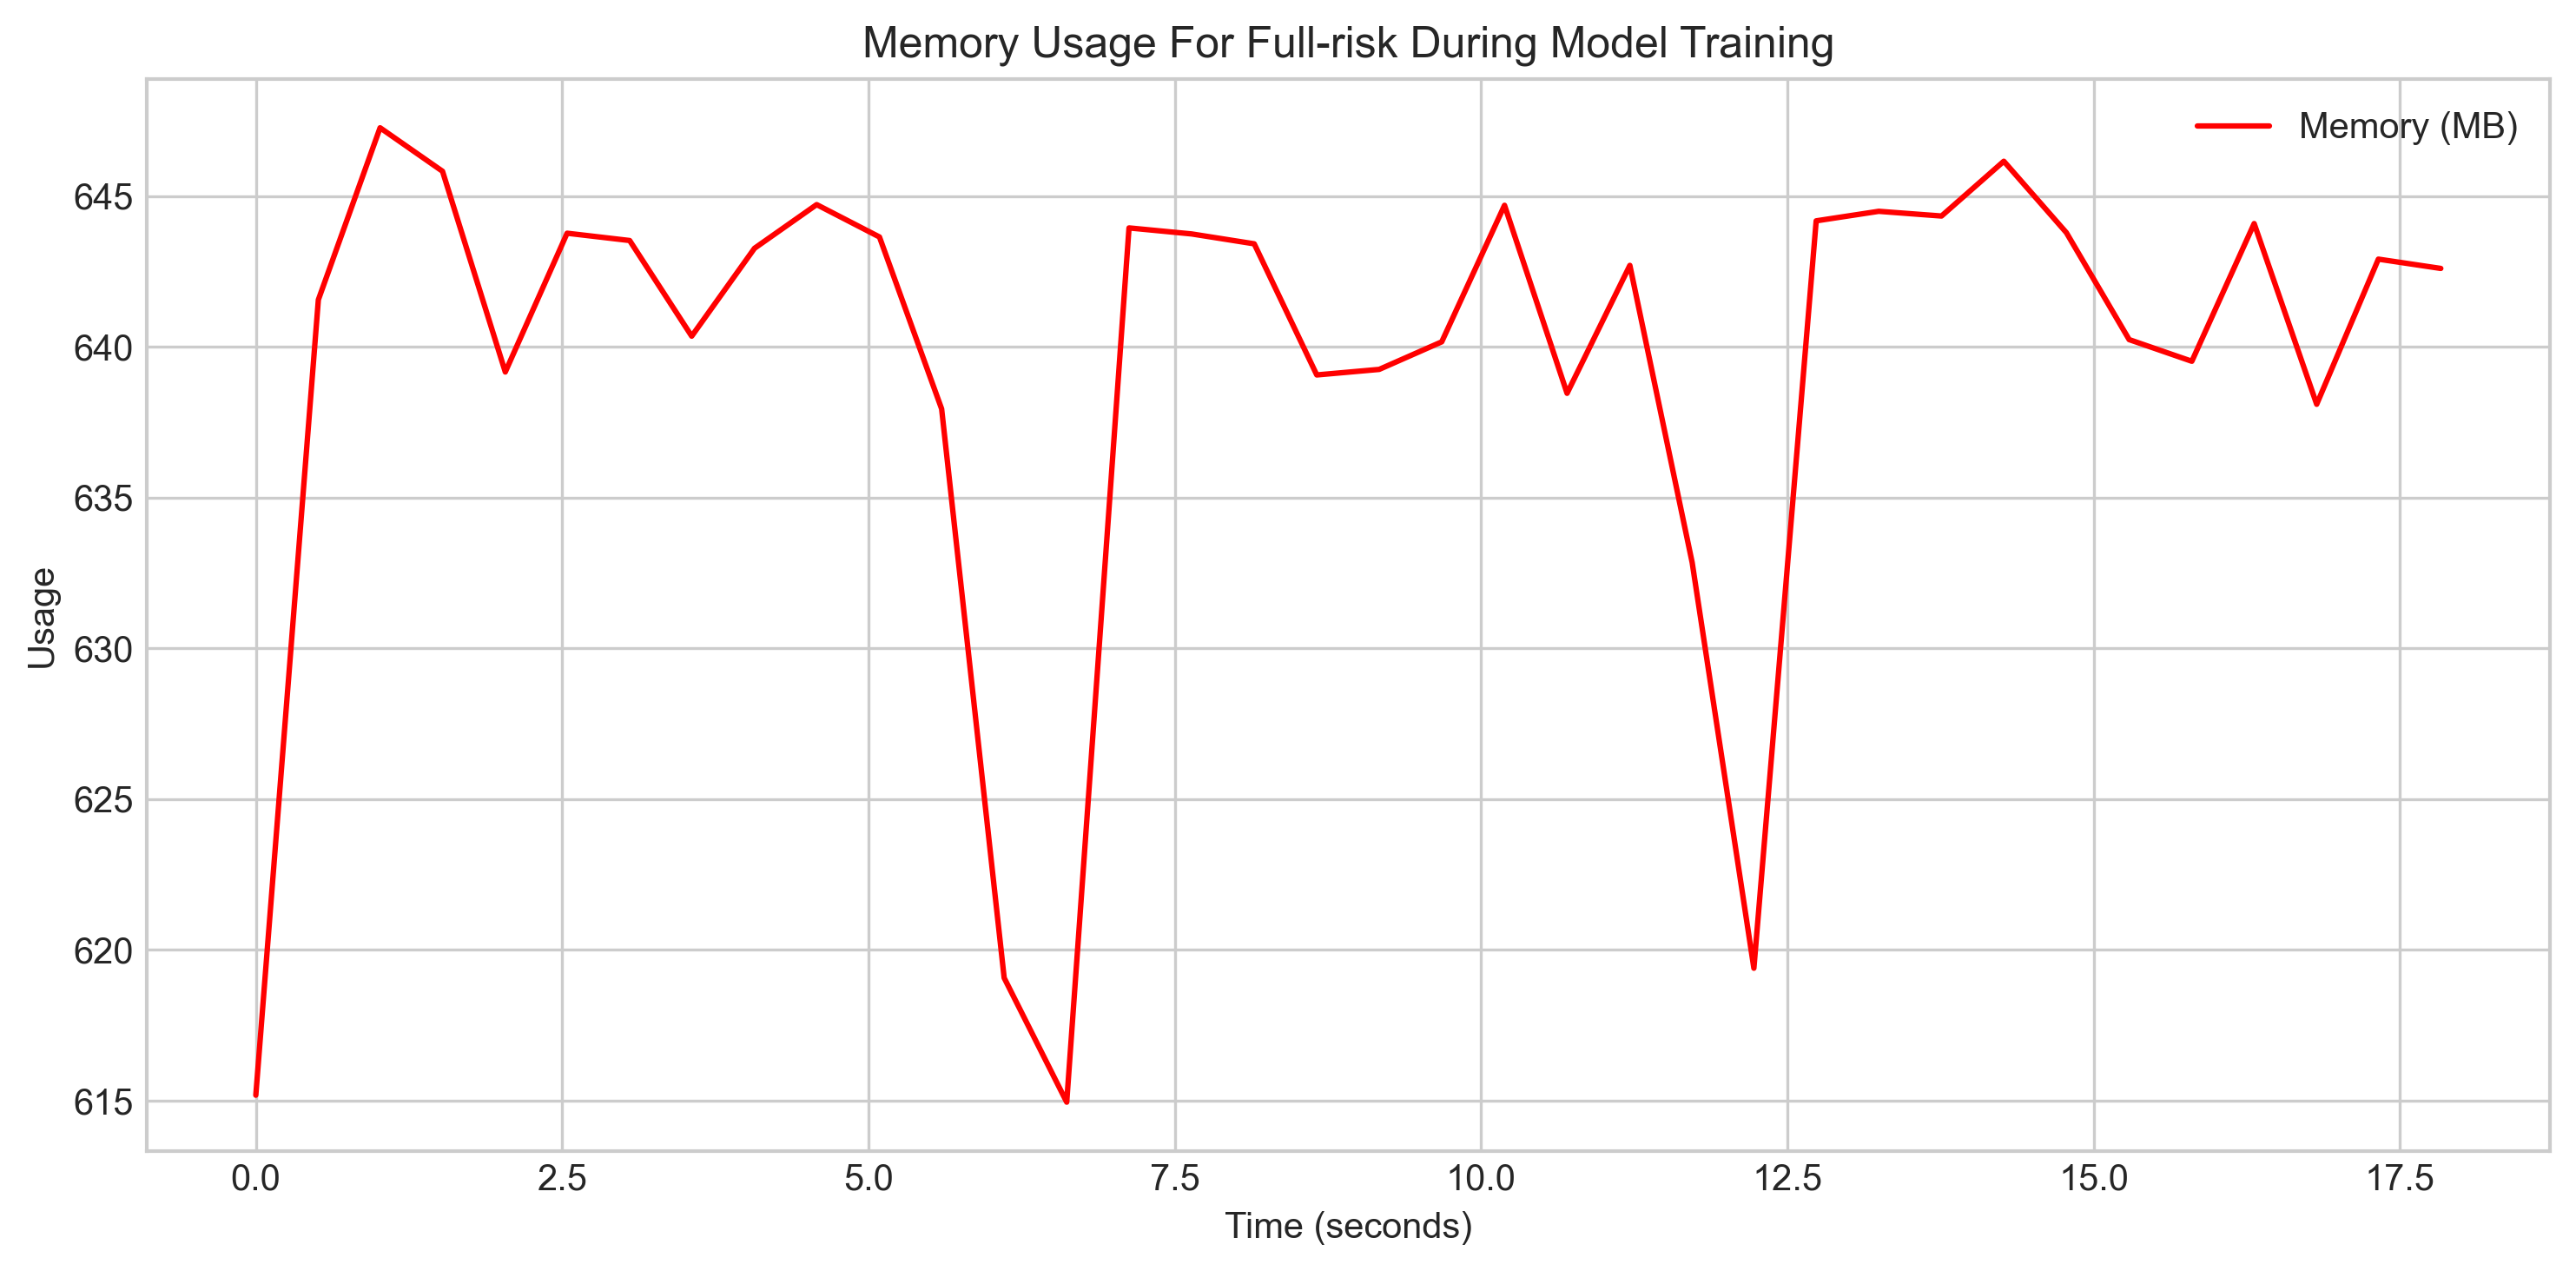 Memory Usage For Full-risk During Model Training
Memory (MB)
645
640
635
630
625
620
615
Usage
0.0 2.5 5.0 7.5 10.0 12.5 15.0 17.5
Time (seconds)